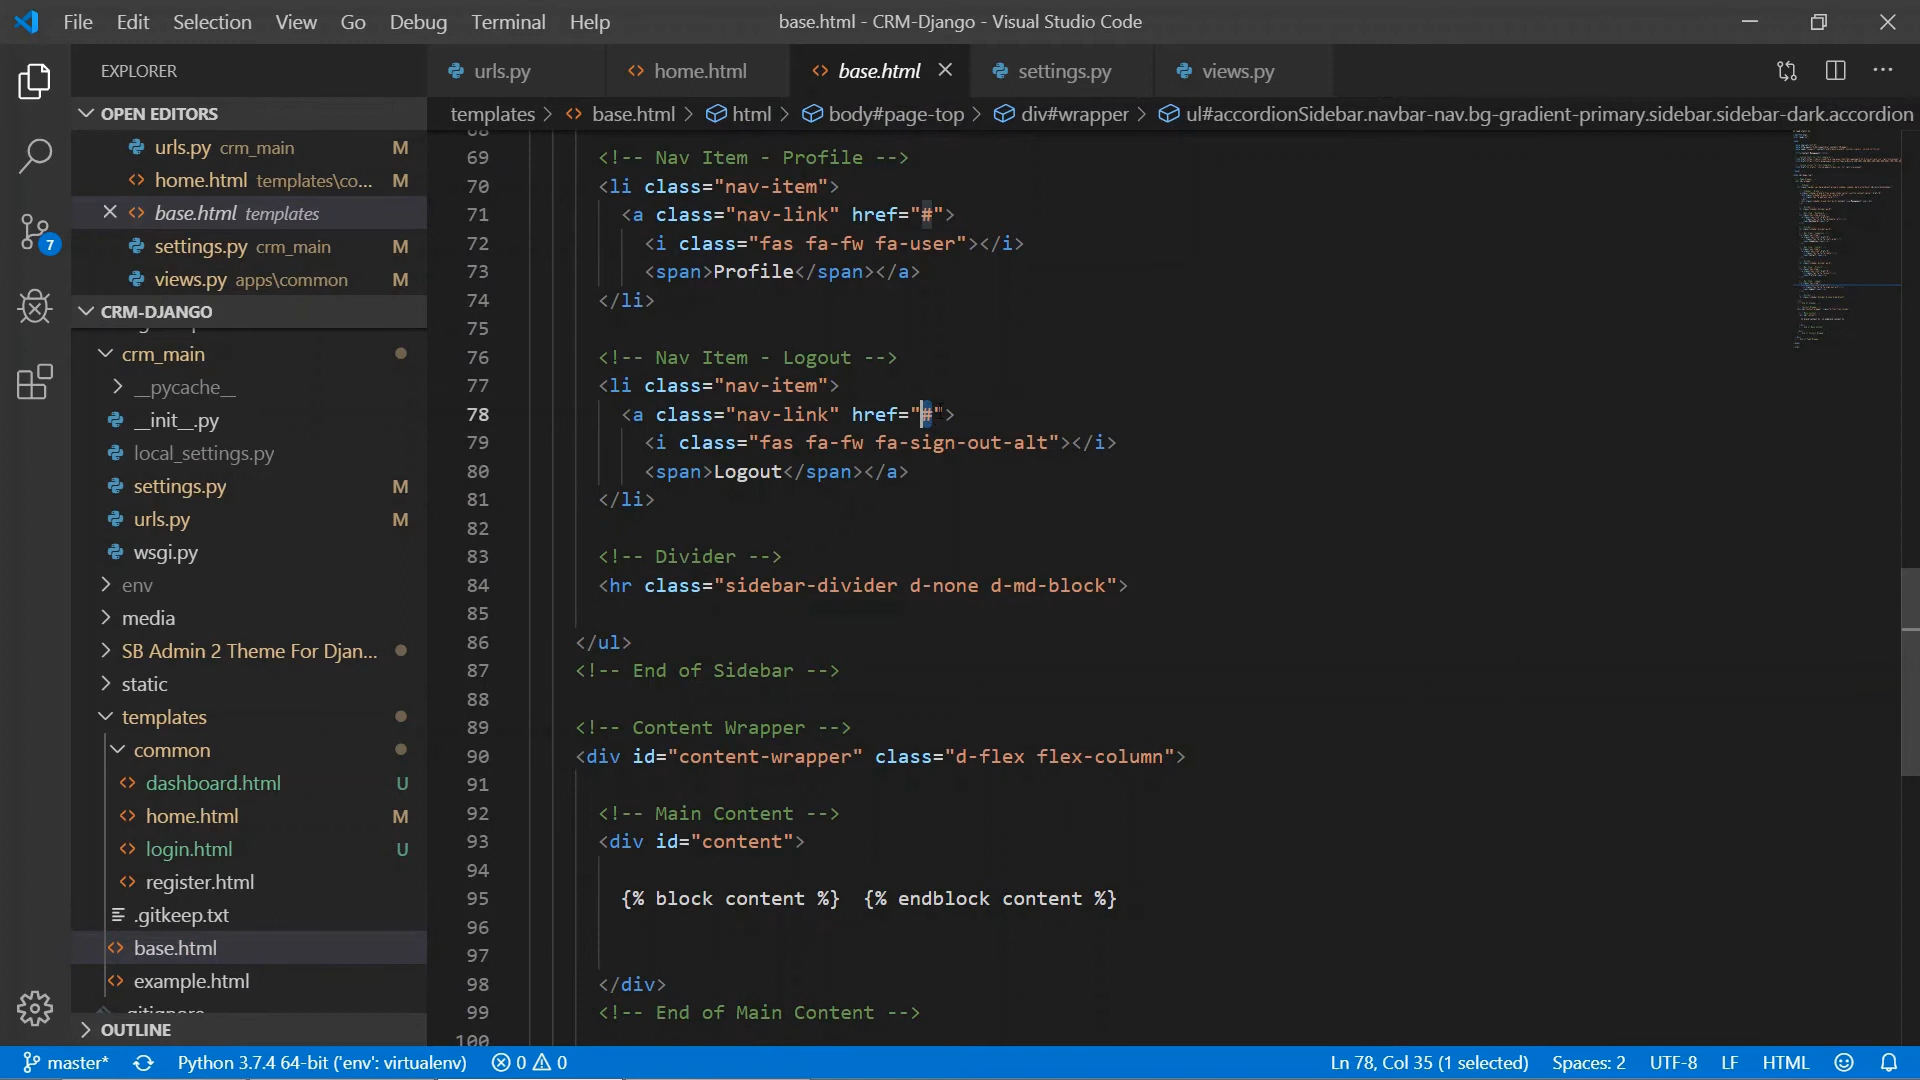 File Edit Selection View Go Debug Terminal Help
base.html - CRM-Django - Visual Studio Code
EXPLORER
OPEN EDITORS
urls.py crm_main M
home.html templates\co... M
base.html templates
settings.py crm_main M
views.py apps\common M
CRM-DJANGO
crm_main
__pycache__
__init__.py
local_settings.py
settings.py M
urls.py M
wsgi.py
env
media
SB Admin 2 Theme For Djan...
static
templates
common
dashboard.html U
home.html M
login.html U
register.html
.gitkeep.txt
base.html
example.html
.gitignore
OUTLINE
7
urls.py home.html base.html settings.py views.py
templates > base.html > html > body#page-top > div#wrapper > ul#accordionSidebar.navbar-nav.bg-gradient-primary.sidebar.sidebar-dark.accordion
68
69 <!-- Nav Item - Profile -->
70 <li class="nav-item">
71 <a class="nav-link" href="#">
72 <i class="fas fa-fw fa-user"></i>
73 <span>Profile</span></a>
74 </li>
75
76 <!-- Nav Item - Logout -->
77 <li class="nav-item">
78 <a class="nav-link" href="#">
79 <i class="fas fa-fw fa-sign-out-alt"></i>
80 <span>Logout</span></a>
81 </li>
82
83 <!-- Divider -->
84 <hr class="sidebar-divider d-none d-md-block">
85
86 </ul>
87 <!-- End of Sidebar -->
88
89 <!-- Content Wrapper -->
90 <div id="content-wrapper" class="d-flex flex-column">
91
92 <!-- Main Content -->
93 <div id="content">
94
95 {% block content %} {% endblock content %}
96
97
98 </div>
99 <!-- End of Main Content -->
100
master* Python 3.7.4 64-bit ('env': virtualenv) 0 0 Ln 78, Col 35 (1 selected) Spaces: 2 UTF-8 LF HTML